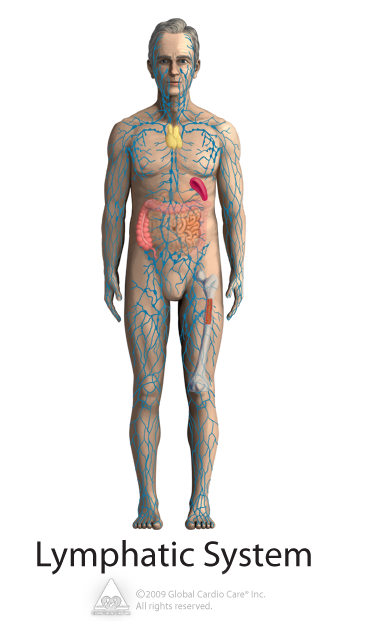 Lymphatic System
©2009 Global Cardio Care® Inc.
All rights reserved.